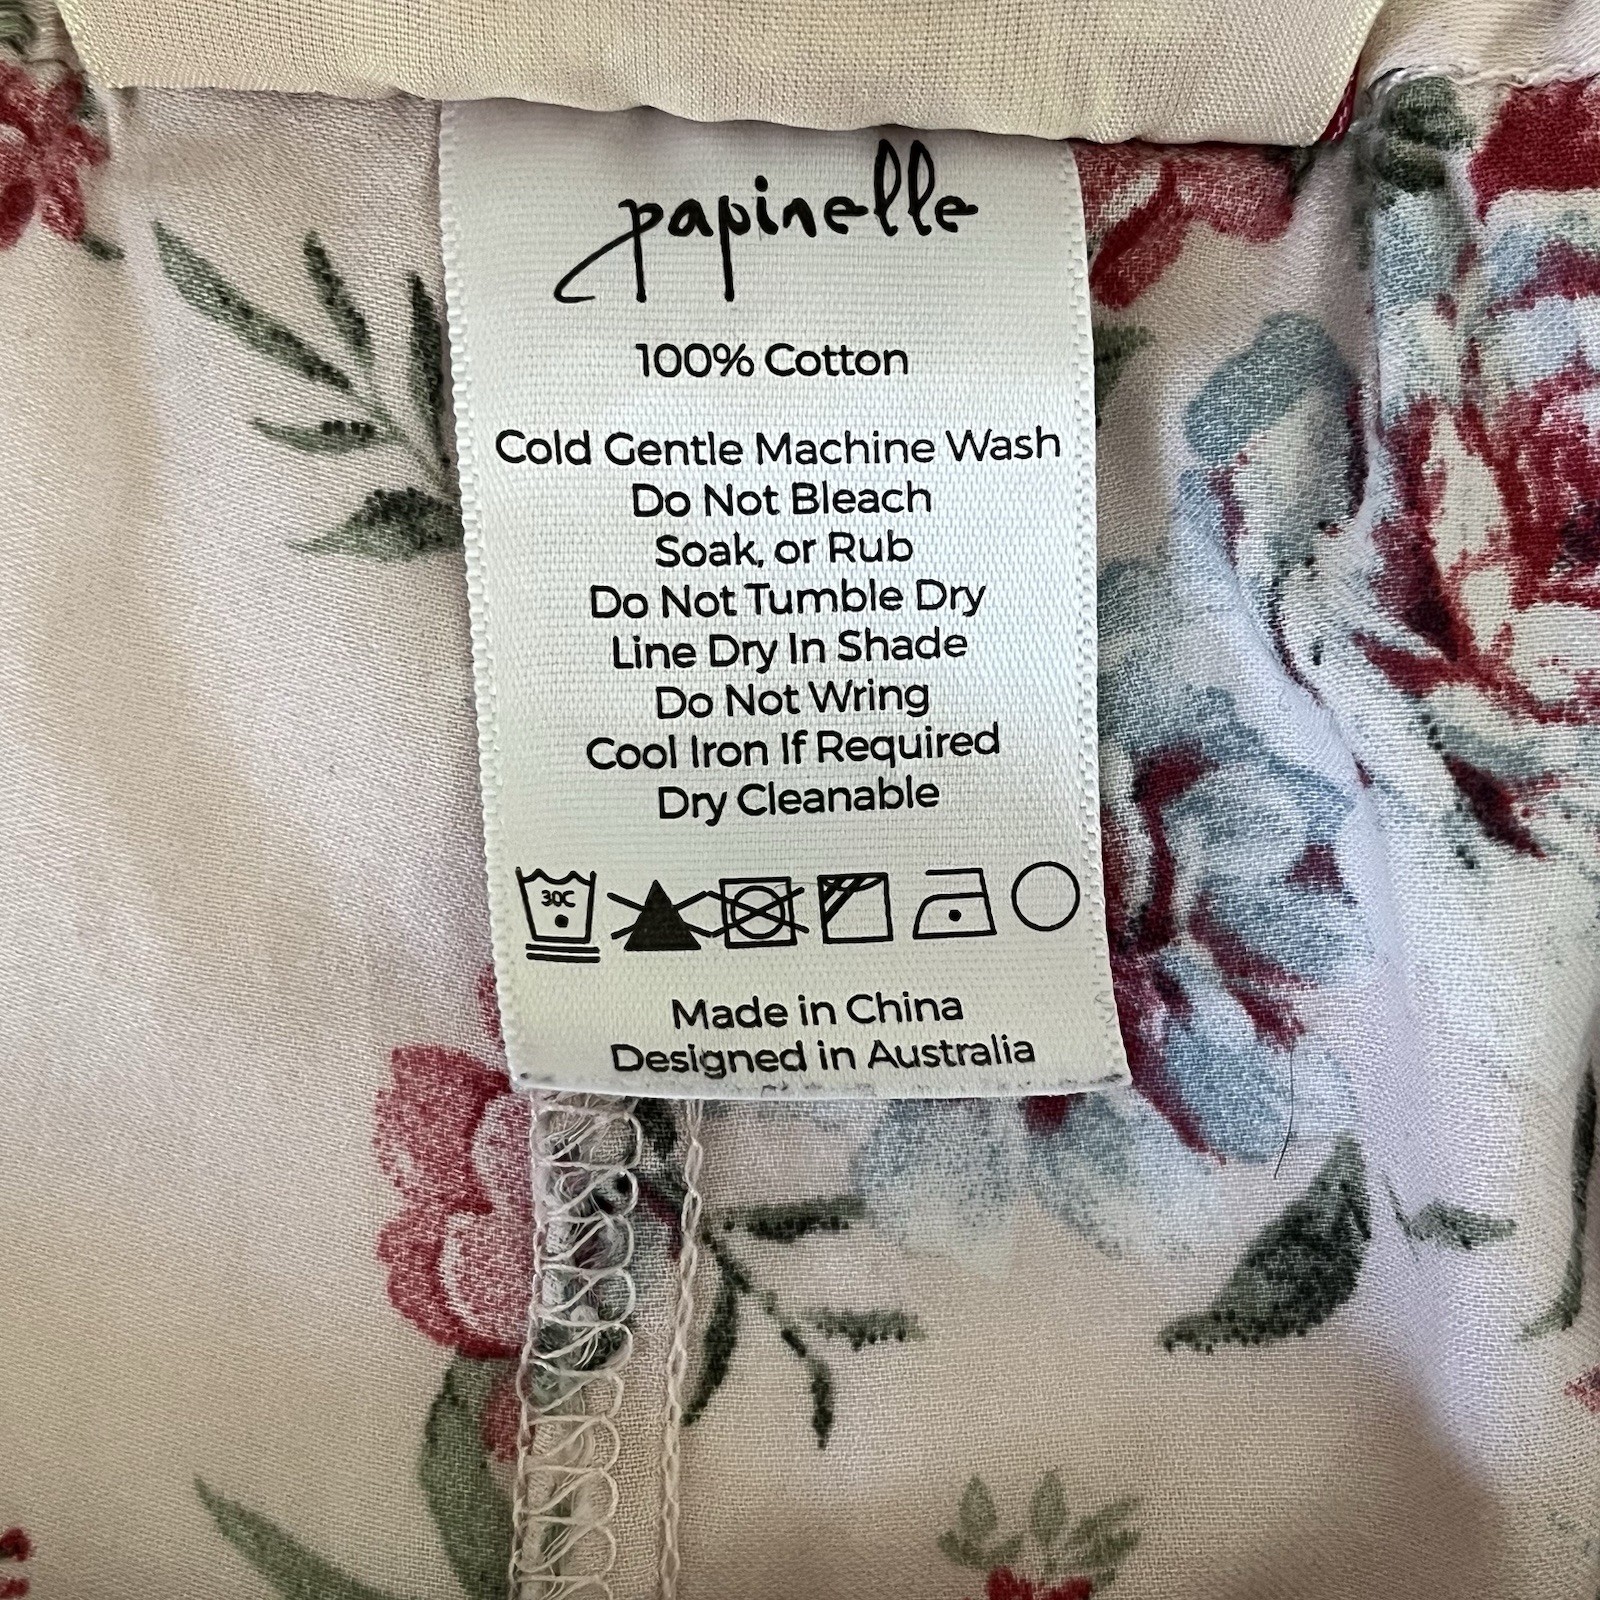 papinelle
100% Cotton
Cold Gentle Machine Wash
Do Not Bleach
Soak, or Rub
Do Not Tumble Dry
Line Dry In Shade
Do Not Wring
Cool Iron If Required
Dry Cleanable
30C
Made in China
Designed in Australia